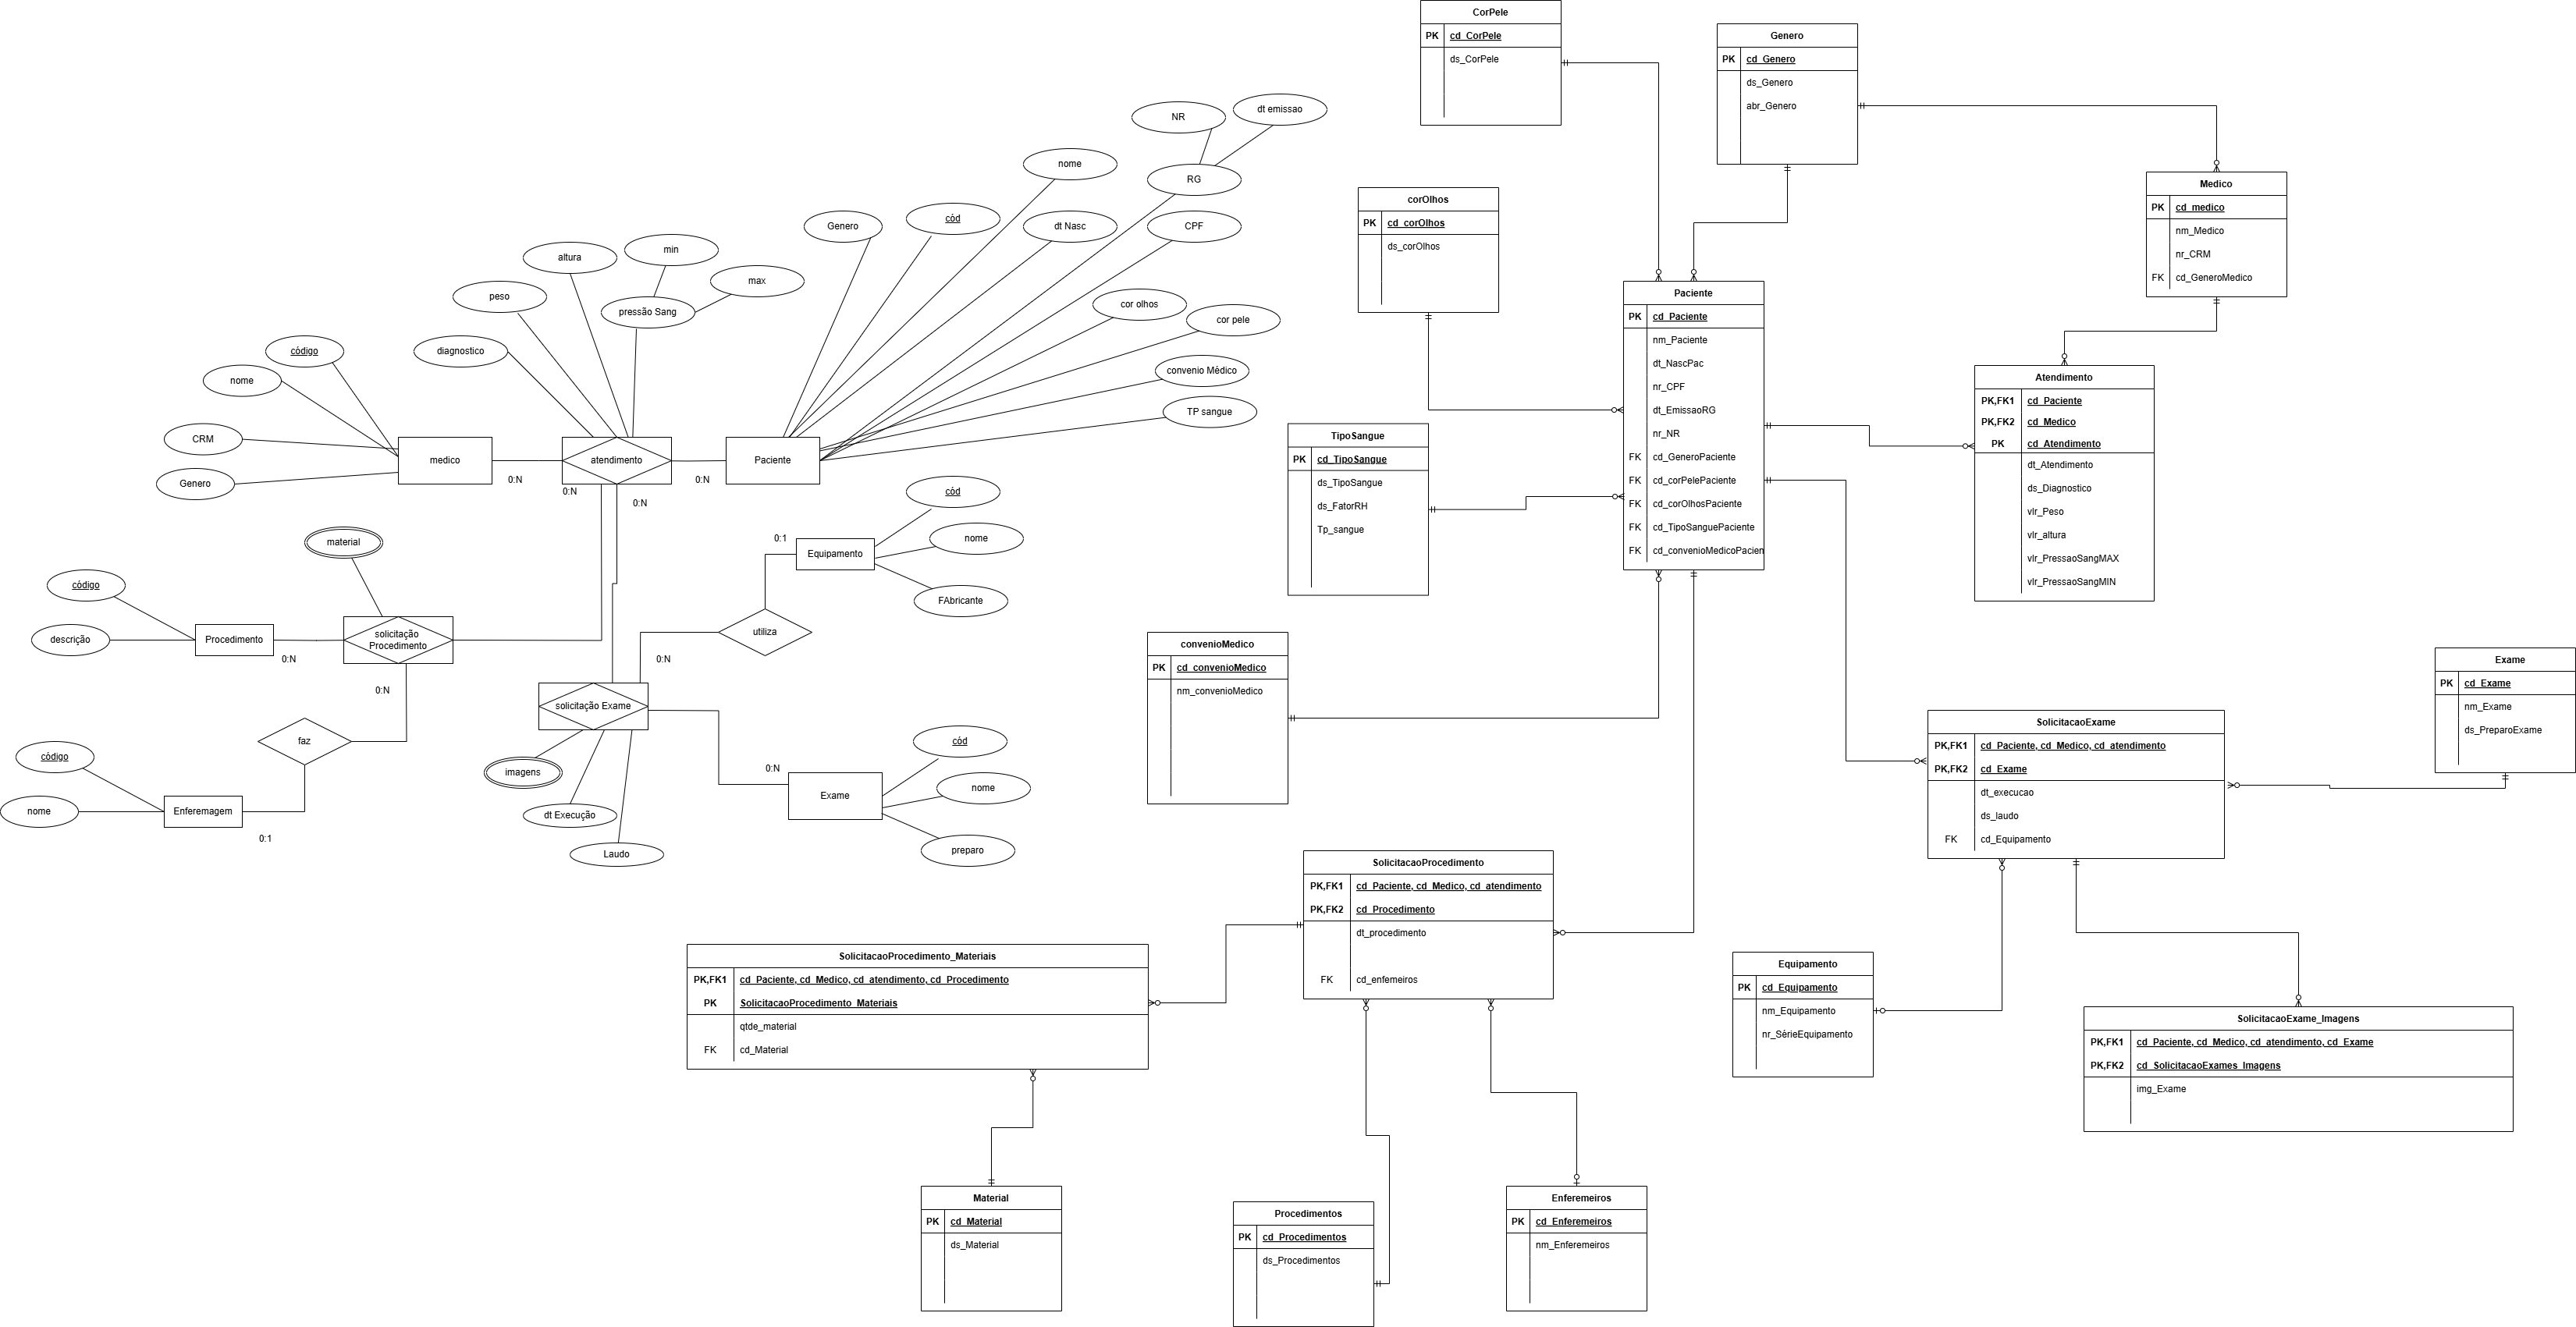 NR
dt emissao
nome
RG
Genero
cód
dt Nasc
CPF
altura
min
max
peso
pressão Sang
cor olhos
cor pele
código
diagnostico
nome
convenio Médico
TP sangue
CRM
Genero
medico
atendimento
Paciente
0:N
0:N
0:N
0:N
material
código
descrição
Procedimento
solicitação
Procedimento
0:N
0:N
cód
nome
FAbricante
Equipamento
0:1
utiliza
0:N
solicitação Exame
imagens
dt Execução
Laudo
0:N
Exame
cód
nome
preparo
faz
código
nome
Enferemagem
0:1
CorPele
PK cd_CorPele
ds_CorPele
Genero
PK cd_Genero
ds_Genero
abr_Genero
Medico
PK cd_medico
nm_Medico
nr_CRM
FK cd_GeneroMedico
corOlhos
PK cd_corOlhos
ds_corOlhos
Paciente
PK cd_Paciente
nm_Paciente
dt_NascPac
nr_CPF
dt_EmissaoRG
nr_NR
FK cd_GeneroPaciente
FK cd_corPelePaciente
FK cd_corOlhosPaciente
FK cd_TipoSanguePaciente
FK cd_convenioMedicoPacien
Atendimento
PK,FK1 cd_Paciente
PK,FK2 cd_Medico
PK cd_Atendimento
dt_Atendimento
ds_Diagnostico
vlr_Peso
vlr_altura
vlr_PressaoSangMAX
vlr_PressaoSangMIN
TipoSangue
PK cd_TipoSangue
ds_TipoSangue
ds_FatorRH
Tp_sangue
convenioMedico
PK cd_convenioMedico
nm_convenioMedico
Exame
PK cd_Exame
nm_Exame
ds_PreparoExame
SolicitacaoExame
PK,FK1 cd_Paciente, cd_Medico, cd_atendimento
PK,FK2 cd_Exame
dt_execucao
ds_laudo
FK cd_Equipamento
SolicitacaoProcedimento
PK,FK1 cd_Paciente, cd_Medico, cd_atendimento
PK,FK2 cd_Procedimento
dt_procedimento
FK cd_enfemeiros
SolicitacaoProcedimento_Materiais
PK,FK1 cd_Paciente, cd_Medico, cd_atendimento, cd_Procedimento
PK SolicitacaoProcedimento_Materiais
qtde_material
FK cd_Material
Equipamento
PK cd_Equipamento
nm_Equipamento
nr_SérieEquipamento
SolicitacaoExame_Imagens
PK,FK1 cd_Paciente, cd_Medico, cd_atendimento, cd_Exame
PK,FK2 cd_SolicitacaoExames_Imagens
img_Exame
Material
PK cd_Material
ds_Material
Procedimentos
PK cd_Procedimentos
ds_Procedimentos
Enferemeiros
PK cd_Enferemeiros
nm_Enferemeiros